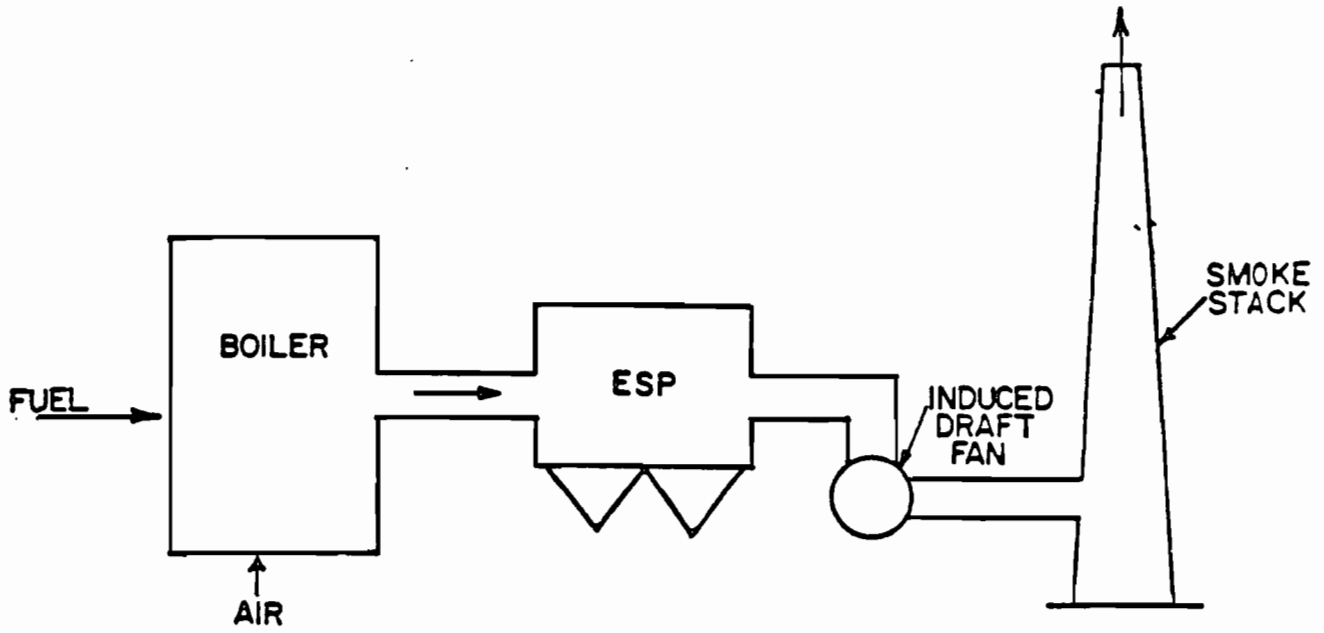 SMOKE
STACK
BOILER
ESP
FUEL
INDUCED
DRAFT
FAN
AIR